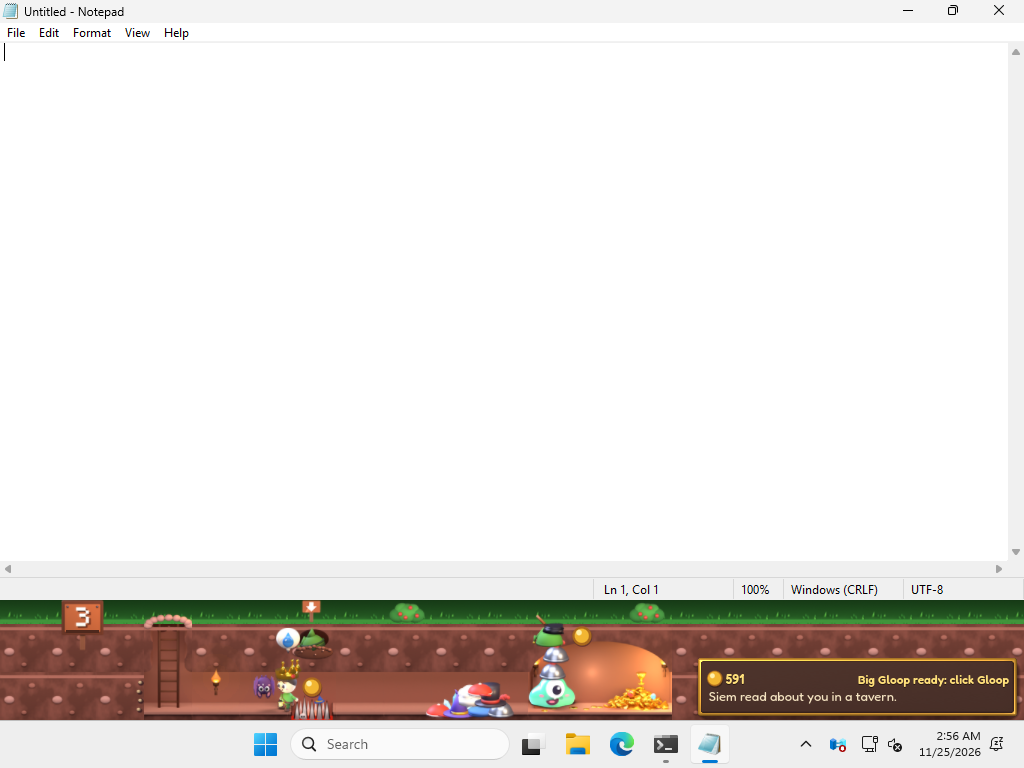 Untitled - Notepad
File Edit Format View Help
Ln 1, Col 1 100% Windows (CRLF) UTF-8
3
591 Big Gloop ready: click Gloop
Siem read about you in a tavern.
Search
2:56 AM
11/25/2026